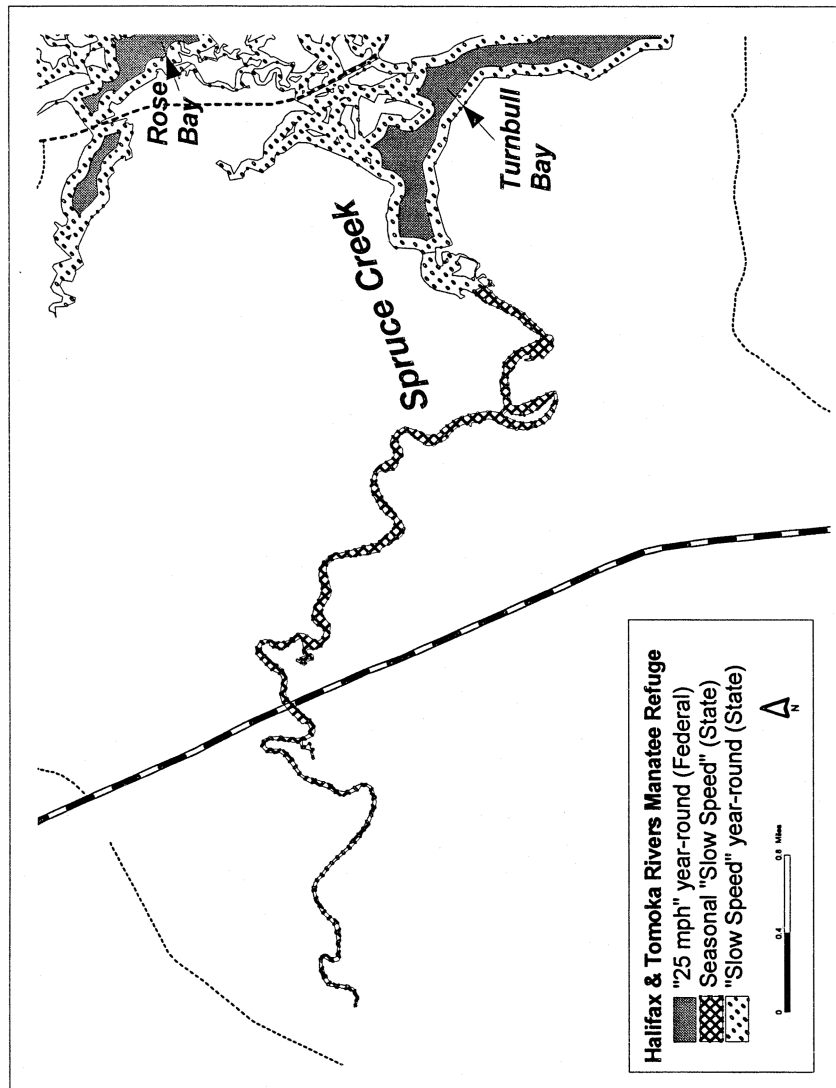 Rose
Bay
Turnbull
Bay
Spruce Creek
Halifax & Tomoka Rivers Manatee Refuge
"25 mph" year-round (Federal)
Seasonal "Slow Speed" (State)
"Slow Speed" year-round (State)
N
0 0.4 0.8 Miles